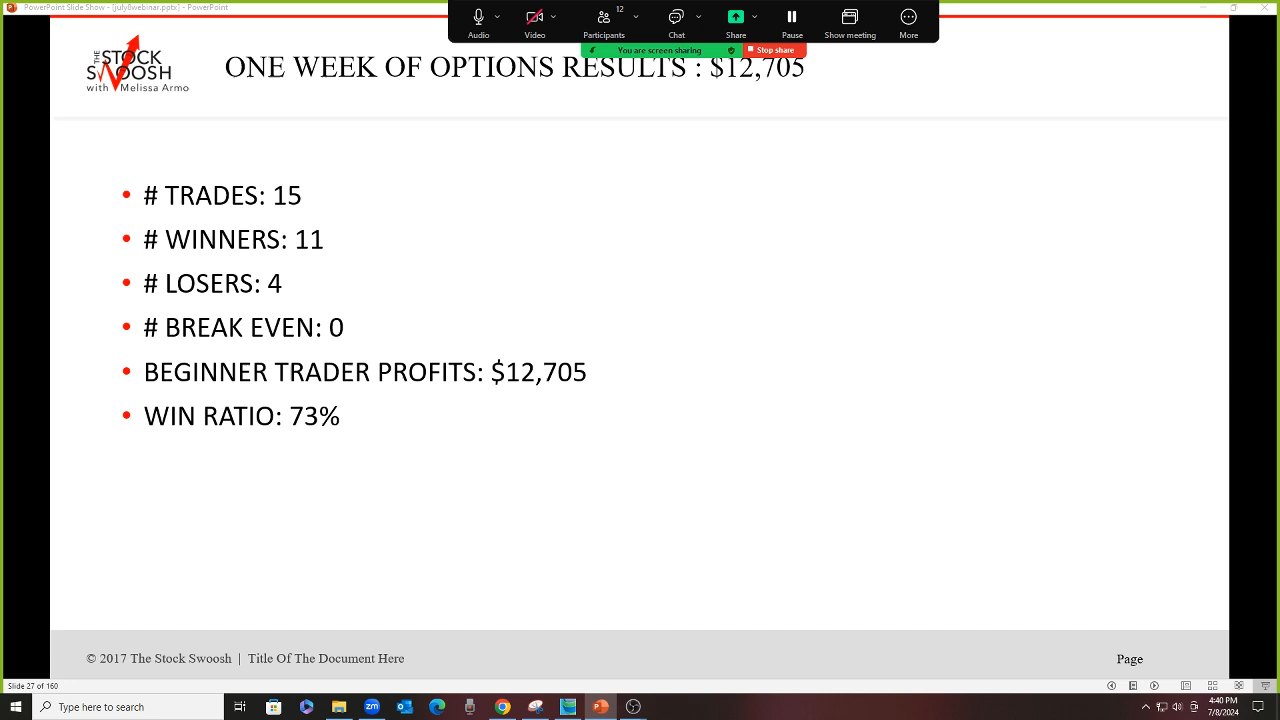 PowerPoint Slide Show - [july8webinar.pptx] - PowerPoint
12
Audio Video Participants Chat Share Pause Show meeting More
You are screen sharing Stop share
THE STOCK SWOOSH
with Melissa Armo
ONE WEEK OF OPTIONS RESULTS : $12,705
• # TRADES: 15
• # WINNERS: 11
• # LOSERS: 4
• # BREAK EVEN: 0
• BEGINNER TRADER PROFITS: $12,705
• WIN RATIO: 73%
© 2017 The Stock Swoosh | Title Of The Document Here
Page
Slide 27 of 160
Type here to search
zm
4:40 PM
7/8/2024